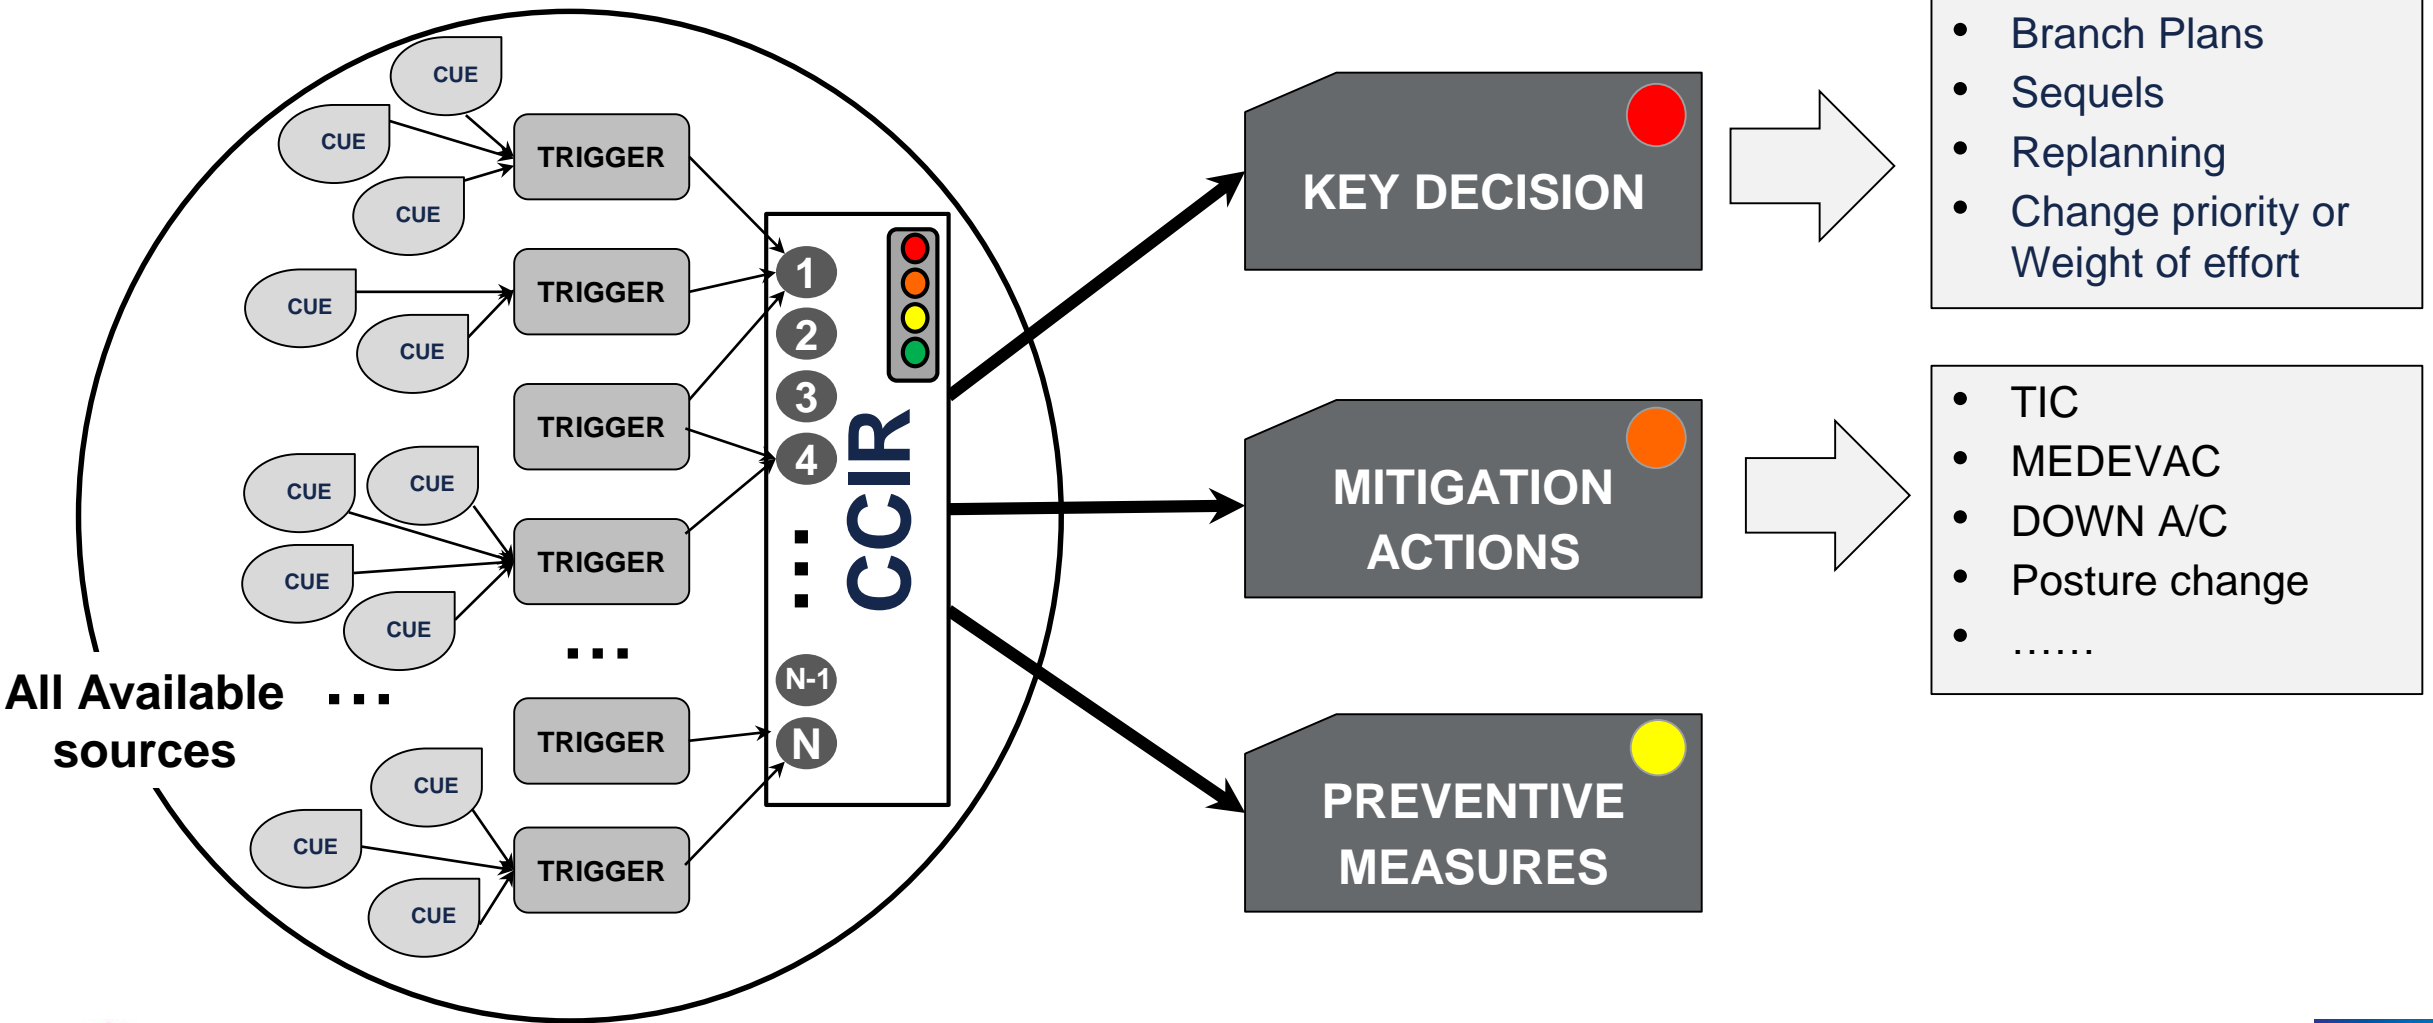 CUE
CUE
CUE
TRIGGER
CUE
CUE
TRIGGER
TRIGGER
CUE
CUE
CUE
CUE
TRIGGER
...
All Available
sources
...
TRIGGER
CUE
CUE
CUE
TRIGGER
1
2
3
4
...
N-1
N
CCIR
KEY DECISION
• Branch Plans
• Sequels
• Replanning
• Change priority or
Weight of effort
MITIGATION
ACTIONS
• TIC
• MEDEVAC
• DOWN A/C
• Posture change
• ……
PREVENTIVE
MEASURES